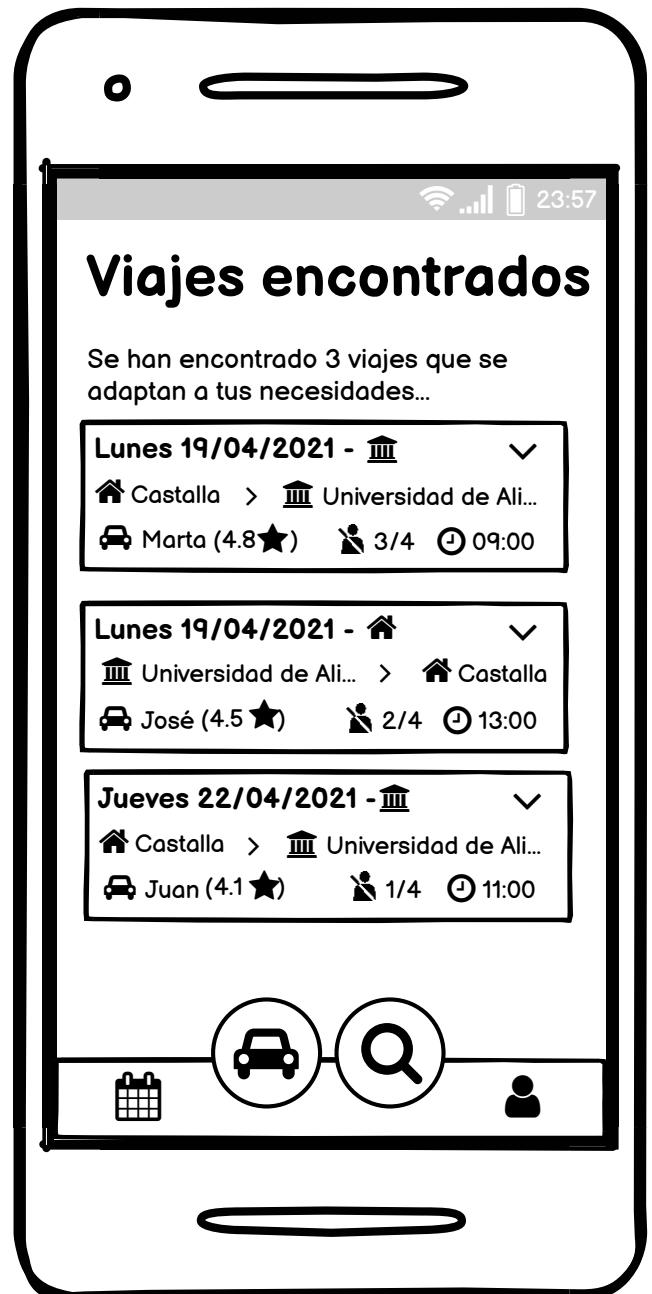 23:57
Viajes encontrados
Se han encontrado 3 viajes que se
adaptan a tus necesidades...
Lunes 19/04/2021 -
Castalla > Universidad de Ali...
Marta (4.8★) 3/4 09:00
Lunes 19/04/2021 -
Universidad de Ali... > Castalla
José (4.5 ★) 2/4 13:00
Jueves 22/04/2021 -
Castalla > Universidad de Ali...
Juan (4.1 ★) 1/4 11:00